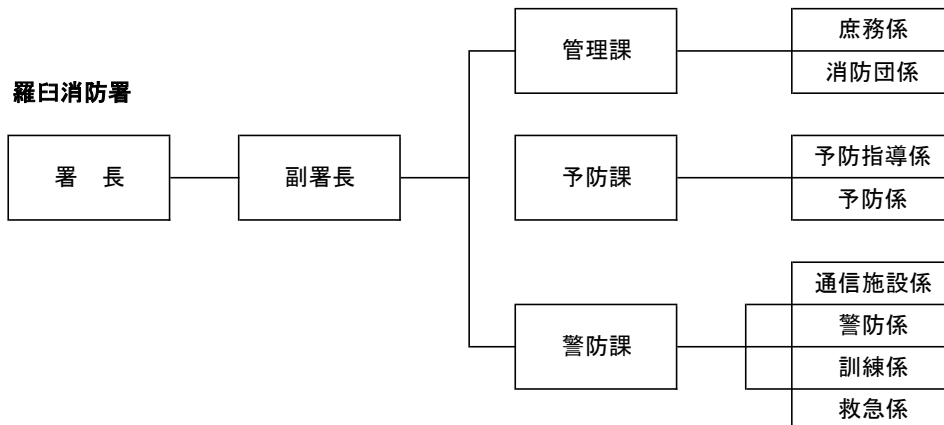 羅臼消防署
署　長
副署長
管理課
庶務係
消防団係
予防課
予防指導係
予防係
警防課
通信施設係
警防係
訓練係
救急係